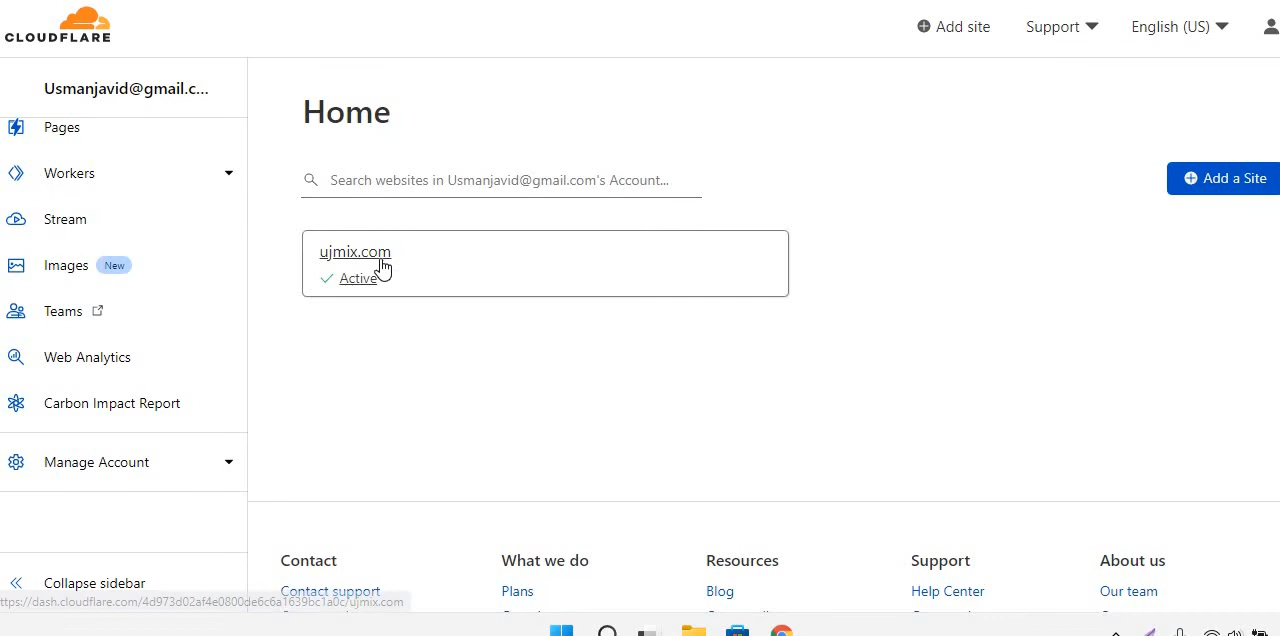 CLOUDFLARE
Add site
Support
English (US)
Usmanjavid@gmail.c...
Pages
Workers
Stream
Images New
Teams
Web Analytics
Carbon Impact Report
Manage Account
Collapse sidebar
Home
Search websites in Usmanjavid@gmail.com's Account...
Add a Site
ujmix.com
Active
Contact
What we do
Resources
Support
About us
Contact support
Plans
Blog
Help Center
Our team
ttps://dash.cloudflare.com/4d973d02af4e0800de6c6a1639bc1a0c/ujmix.com